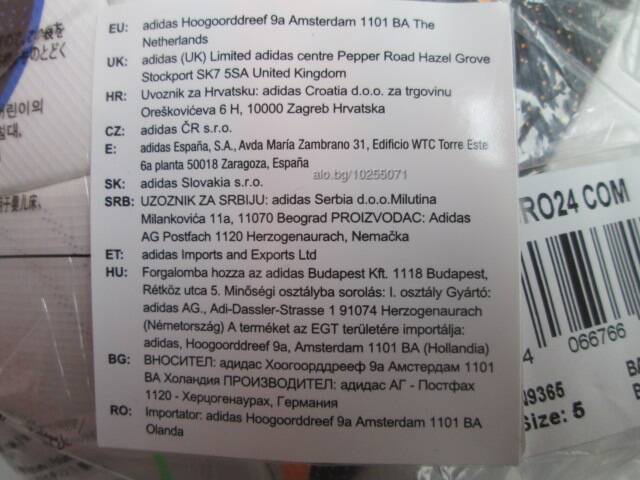 EU: adidas Hoogoorddreef 9a Amsterdam 1101 BA The
Netherlands
UK: adidas (UK) Limited adidas centre Pepper Road Hazel Grove
Stockport SK7 5SA United Kingdom
HR: Uvoznik za Hrvatsku: adidas Croatia d.o.o. za trgovinu
Oreškovićeva 6 H, 10000 Zagreb Hrvatska
CZ: adidas ČR s.r.o.
E: adidas España, S.A., Avda María Zambrano 31, Edificio WTC Torre Este
6a planta 50018 Zaragoza, España
alo.bg/10255071
SK: adidas Slovakia s.r.o.
SRB: UZOZNIK ZA SRBIJU: adidas Serbia d.o.o.Milutina
Milankovića 11a, 11070 Beograd PROIZVODAC: Adidas
AG Postfach 1120 Herzogenaurach, Nemačka
ET: adidas Imports and Exports Ltd
HU: Forgalomba hozza az adidas Budapest Kft. 1118 Budapest,
Rétköz utca 5. Minőségi osztályba sorolás: I. osztály Gyártó:
adidas AG., Adi-Dassler-Strasse 1 91074 Herzogenaurach
(Németország) A terméket az EGT területére importálja:
adidas, Hoogoorddreef 9a, Amsterdam 1101 BA (Hollandia)
BG: ВНОСИТЕЛ: адидас Хоогоорддрееф 9а Амстердам 1101
ВА Холандия ПРОИЗВОДИТЕЛ: адидас АГ - Постфах
1120 - Херцогенаурах, Германия
RO: Importator: adidas Hoogoorddreef 9a Amsterdam 1101 BA
Olanda
RO24 COM
4 066766
9365
Size: 5